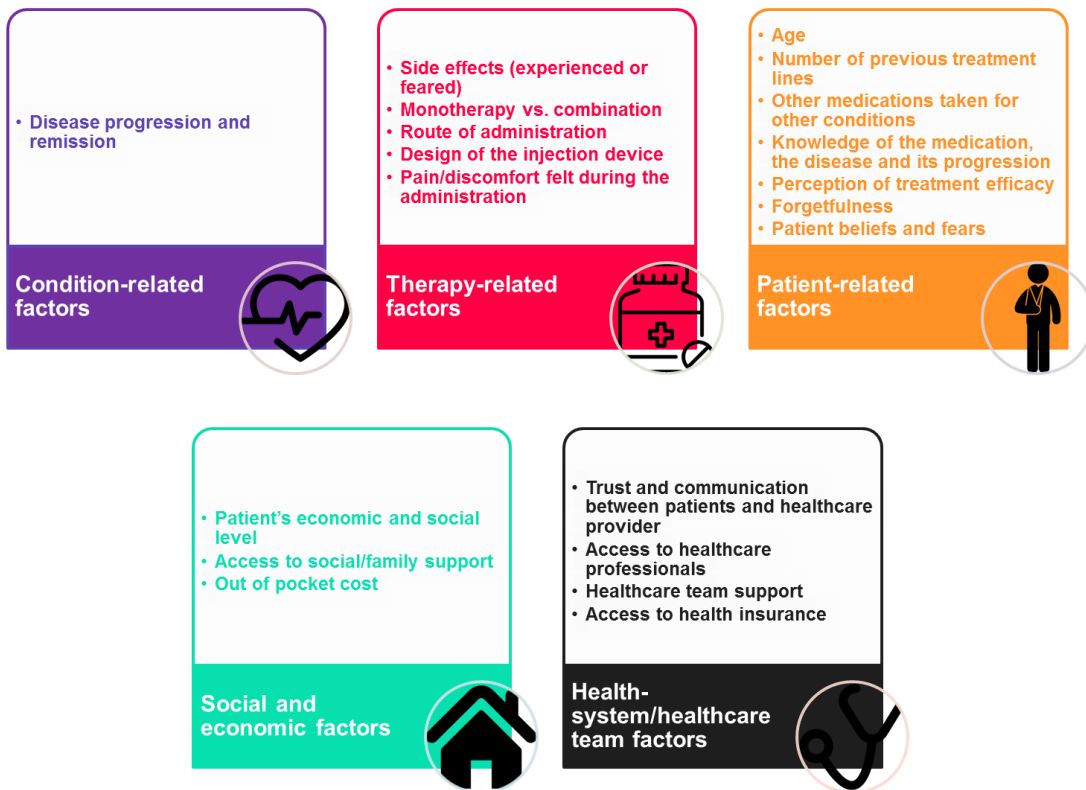 • Disease progression and
remission
Condition-related
factors
• Side effects (experienced or
feared)
• Monotherapy vs. combination
• Route of administration
• Design of the injection device
• Pain/discomfort felt during the
administration
Therapy-related
factors
• Age
• Number of previous treatment
lines
• Other medications taken for
other conditions
• Knowledge of the medication,
the disease and its progression
• Perception of treatment efficacy
• Forgetfulness
• Patient beliefs and fears
Patient-related
factors
• Patient’s economic and social
level
• Access to social/family support
• Out of pocket cost
Social and
economic factors
• Trust and communication
between patients and healthcare
provider
• Access to healthcare
professionals
• Healthcare team support
• Access to health insurance
Health-
system/healthcare
team factors